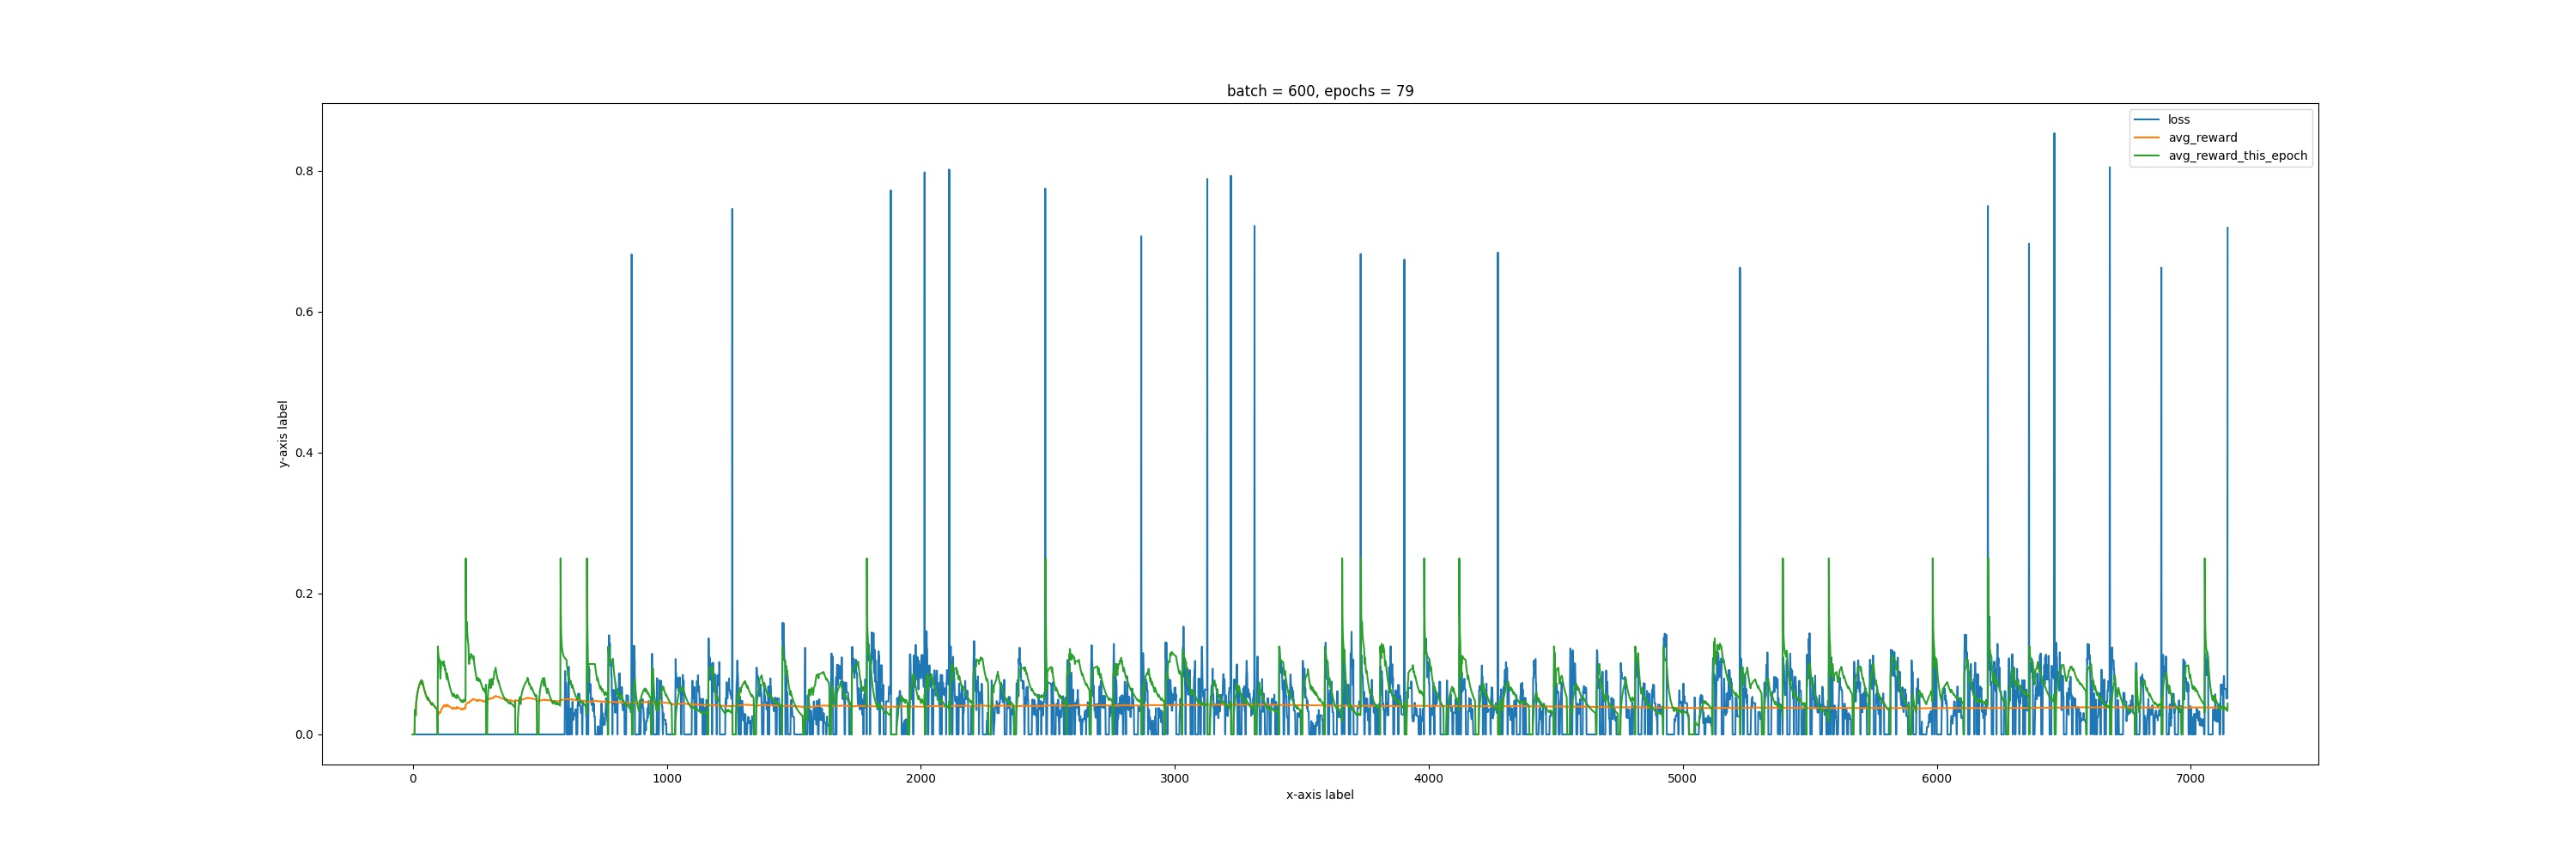 batch = 600, epochs = 79
loss
avg_reward
avg_reward_this_epoch
y-axis label
0.8
0.6
0.4
0.2
0.0
0 1000 2000 3000 4000 5000 6000 7000
x-axis label